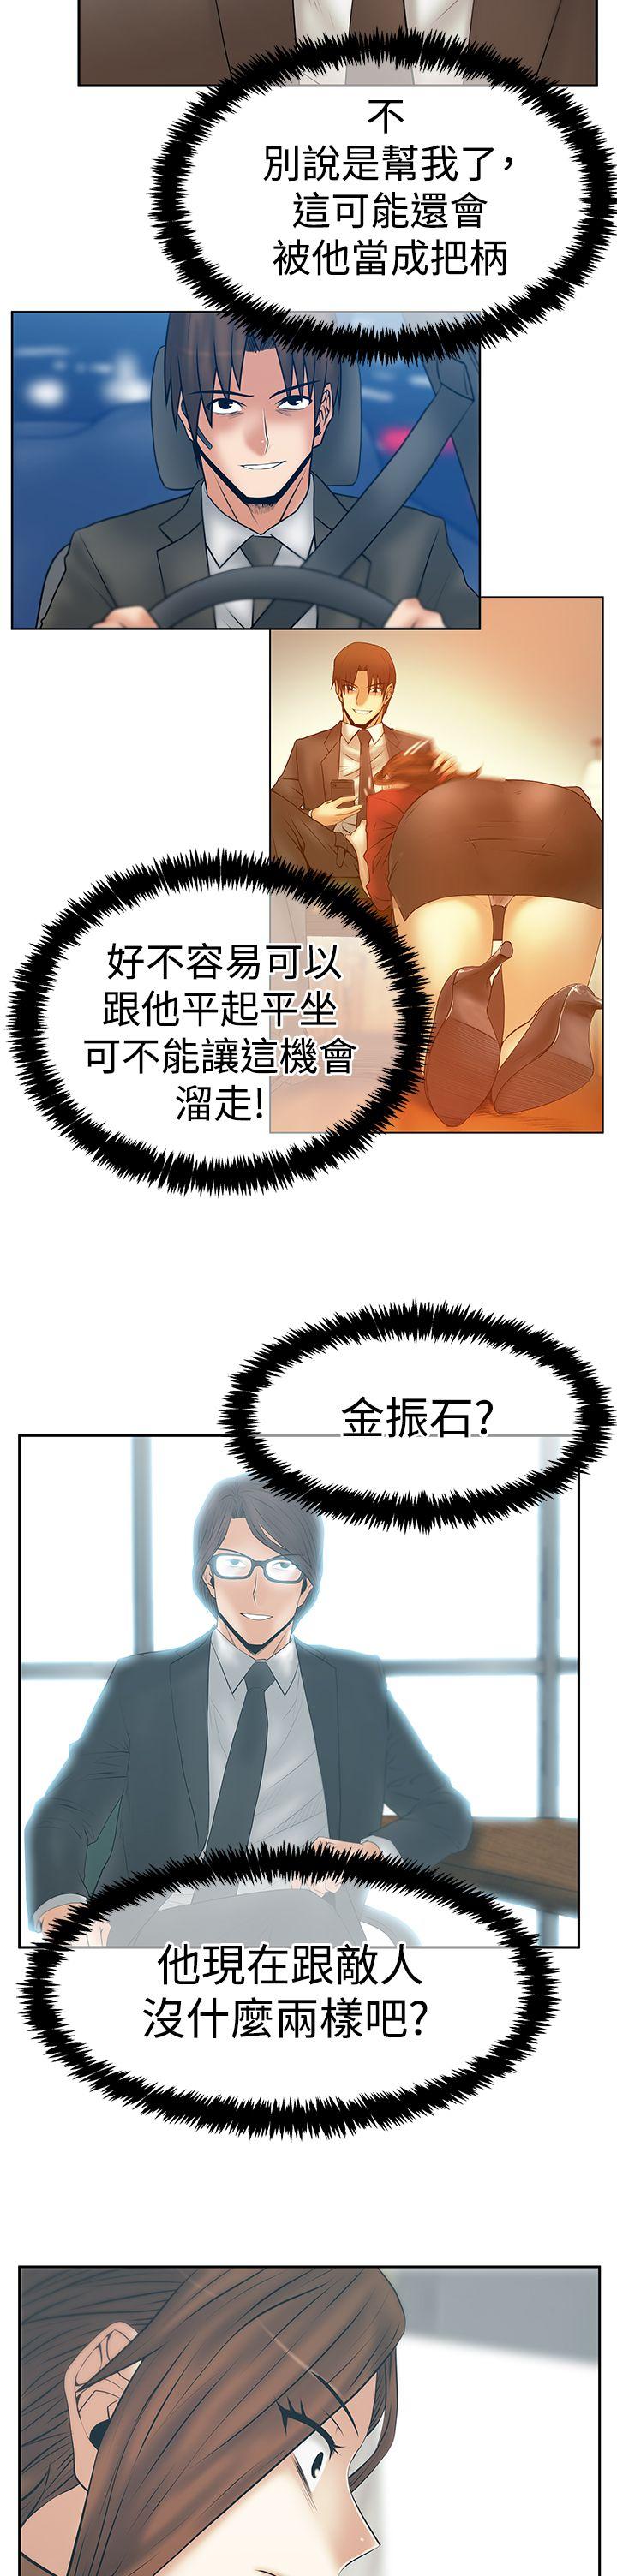 不
別說是幫我了,
這可能還會
被他當成把柄
好不容易可以
跟他平起平坐
可不能讓這機會
溜走!
金振石?
他現在跟敵人
沒什麼兩樣吧?